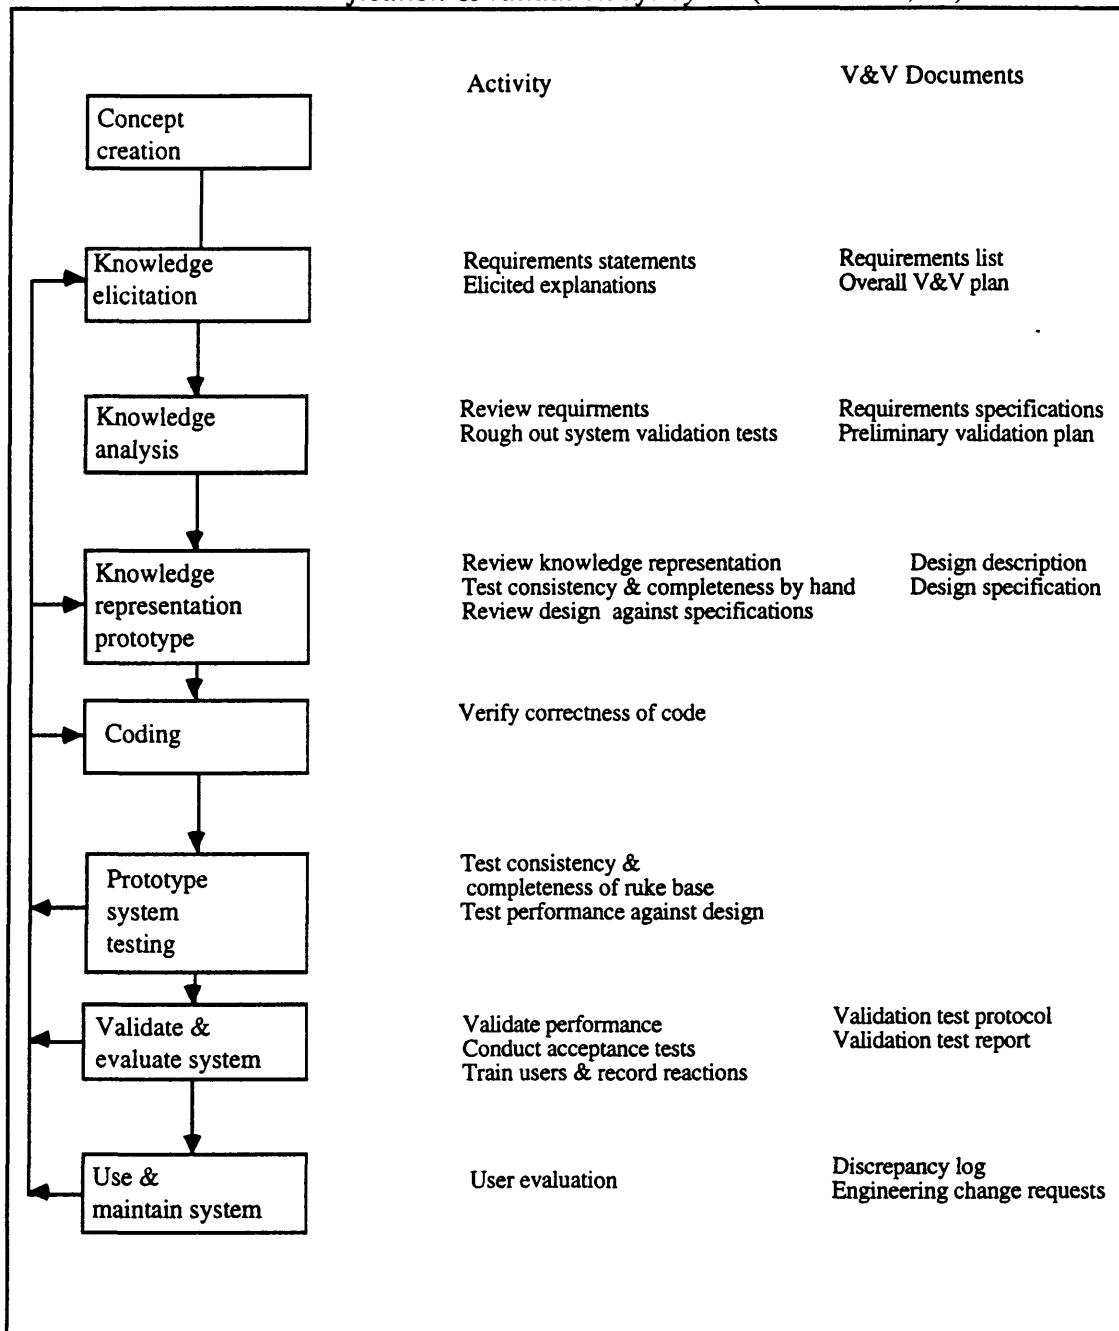 Activity
V&V Documents
Concept
creation
Knowledge
elicitation
Requirements statements
Elicited explanations
Requirements list
Overall V&V plan
Knowledge
analysis
Review requirments
Rough out system validation tests
Requirements specifications
Preliminary validation plan
Knowledge
representation
prototype
Review knowledge representation
Test consistency & completeness by hand
Review design against specifications
Design description
Design specification
Coding
Verify correctness of code
Prototype
system
testing
Test consistency &
completeness of ruke base
Test performance against design
Validate &
evaluate system
Validate performance
Conduct acceptance tests
Train users & record reactions
Validation test protocol
Validation test report
Use &
maintain system
User evaluation
Discrepancy log
Engineering change requests